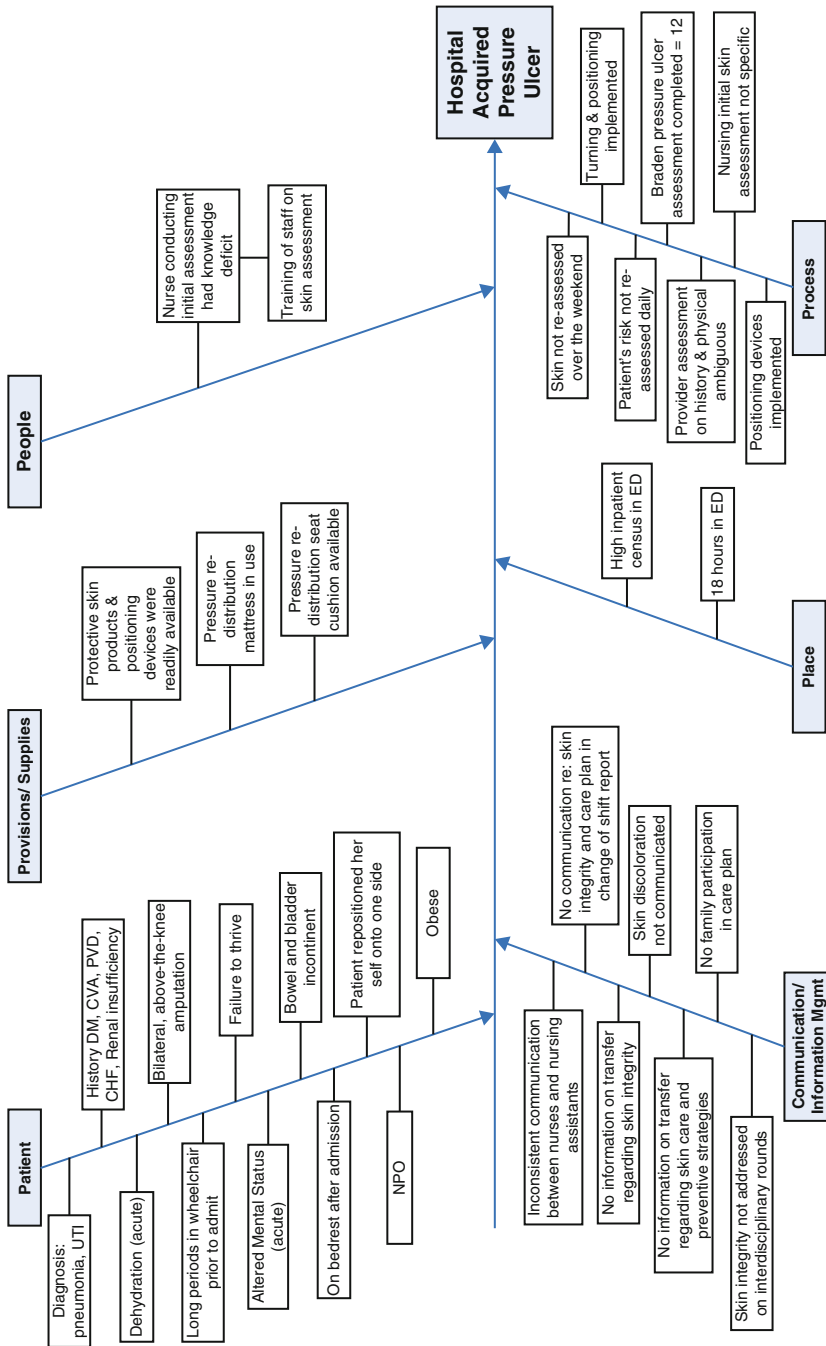 Patient
Diagnosis:
pneumonia, UTI
History DM, CVA, PVD,
CHF, Renal insufficiency
Dehydration (acute)
Bilateral, above-the-knee
amputation
Long periods in wheelchair
prior to admit
Failure to thrive
Altered Mental Status
(acute)
Bowel and bladder
incontinent
On bedrest after admission
Patient repositioned her
self onto one side
NPO
Obese
Provisions/ Supplies
Protective skin
products &
positioning
devices were
readily available
Pressure re-
distribution
mattress in use
Pressure re-
distribution seat
cushion available
People
Nurse conducting
initial assessment
had knowledge
deficit
Training of staff on
skin assessment
Hospital
Acquired
Pressure
Ulcer
Inconsistent communication
between nurses and nursing
assistants
No communication re: skin
integrity and care plan in
change of shift report
No information on transfer
regarding skin integrity
Skin discoloration
not communicated
No information on transfer
regarding skin care and
preventive strategies
No family participation
in care plan
Skin integrity not addressed
on interdisciplinary rounds
Communication/
Information Mgmt
High inpatient
census in ED
18 hours in ED
Place
Skin not re-assessed
over the weekend
Turning & positioning
implemented
Patient's risk not re-
assessed daily
Braden pressure ulcer
assessment completed = 12
Provider assessment
on history & physical
ambiguous
Nursing initial skin
assessment not specific
Positioning devices
implemented
Process